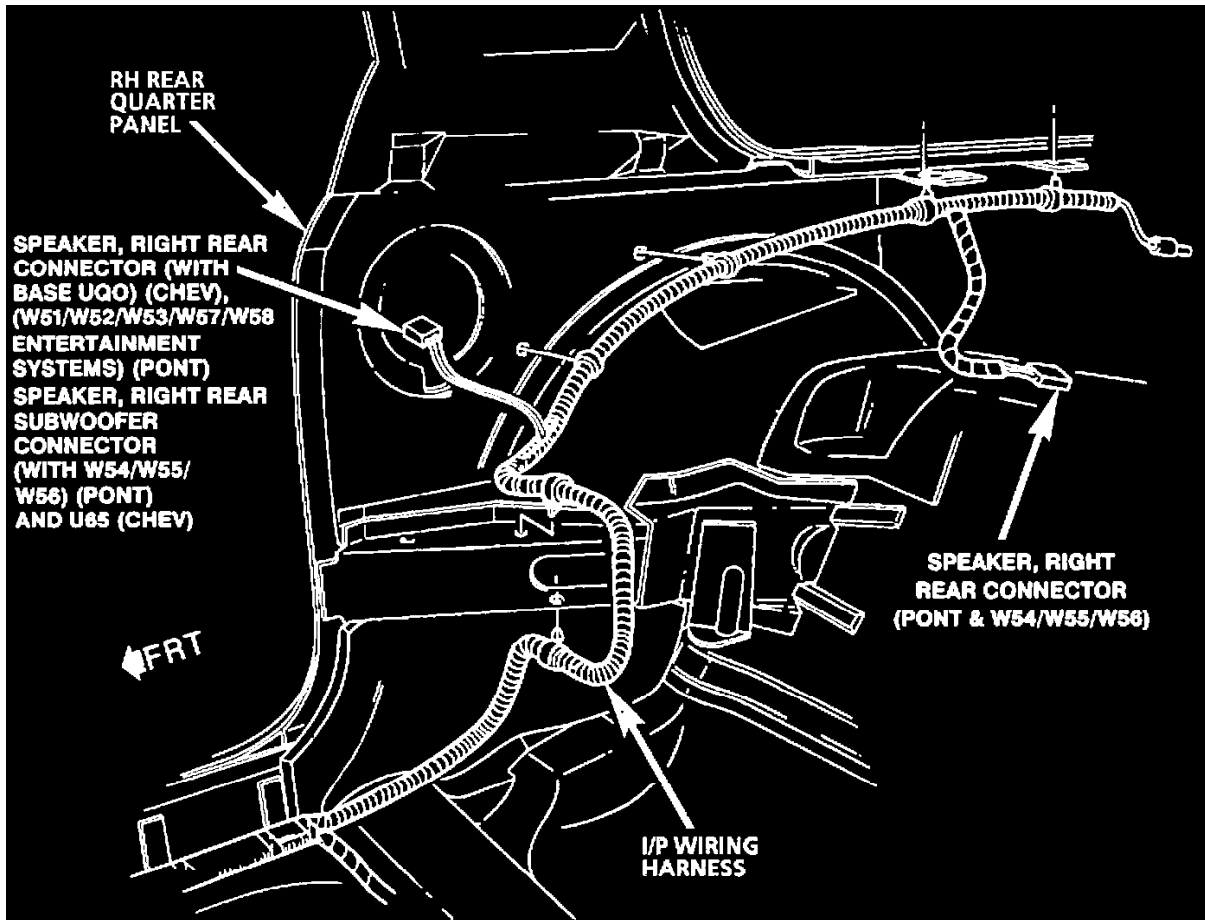 RH REAR
QUARTER
PANEL
SPEAKER, RIGHT REAR
CONNECTOR (WITH
BASE UQO) (CHEV),
(W51/W52/W53/W57/W58
ENTERTAINMENT
SYSTEMS) (PONT)
SPEAKER, RIGHT REAR
SUBWOOFER
CONNECTOR
(WITH W54/W55/
W56) (PONT)
AND U65 (CHEV)
SPEAKER, RIGHT
REAR CONNECTOR
(PONT & W54/W55/W56)
FRT
I/P WIRING
HARNESS